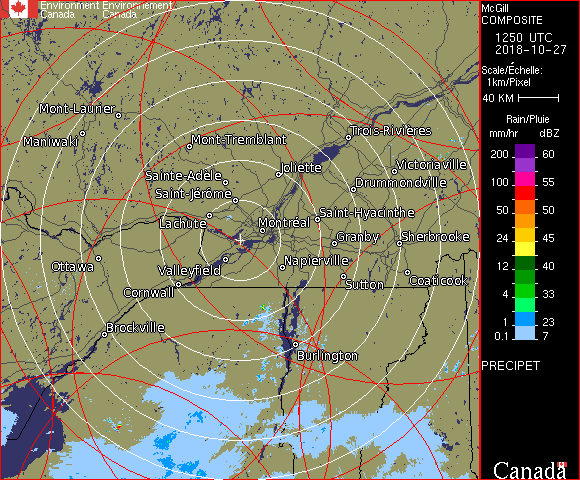 Environment Environnement
Canada Canada
Mont-Laurier
Maniwaki
Mont-Tremblant
Trois-Rivières
Sainte-Adèle
Joliette
Victoriaville
Saint-Jérôme
Drummondville
Lachute
Montréal
Saint-Hyacinthe
Granby
Sherbrooke
Ottawa
Valleyfield
Napierville
Cornwall
Sutton
Coaticook
Brockville
Burlington
McGill
COMPOSITE
1250 UTC
2018-10-27
Scale/Échelle:
1km/Pixel
40 KM
Rain/Pluie
mm/hr dBZ
200 60
100 55
50 50
24 45
12 40
4 33
1 23
0.1 7
PRECIPET
Canada